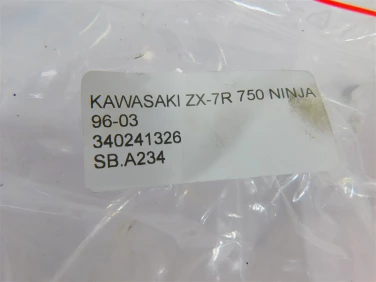 KAWASAKI ZX-7R 750 NINJA
96-03
340241326
SB.A234